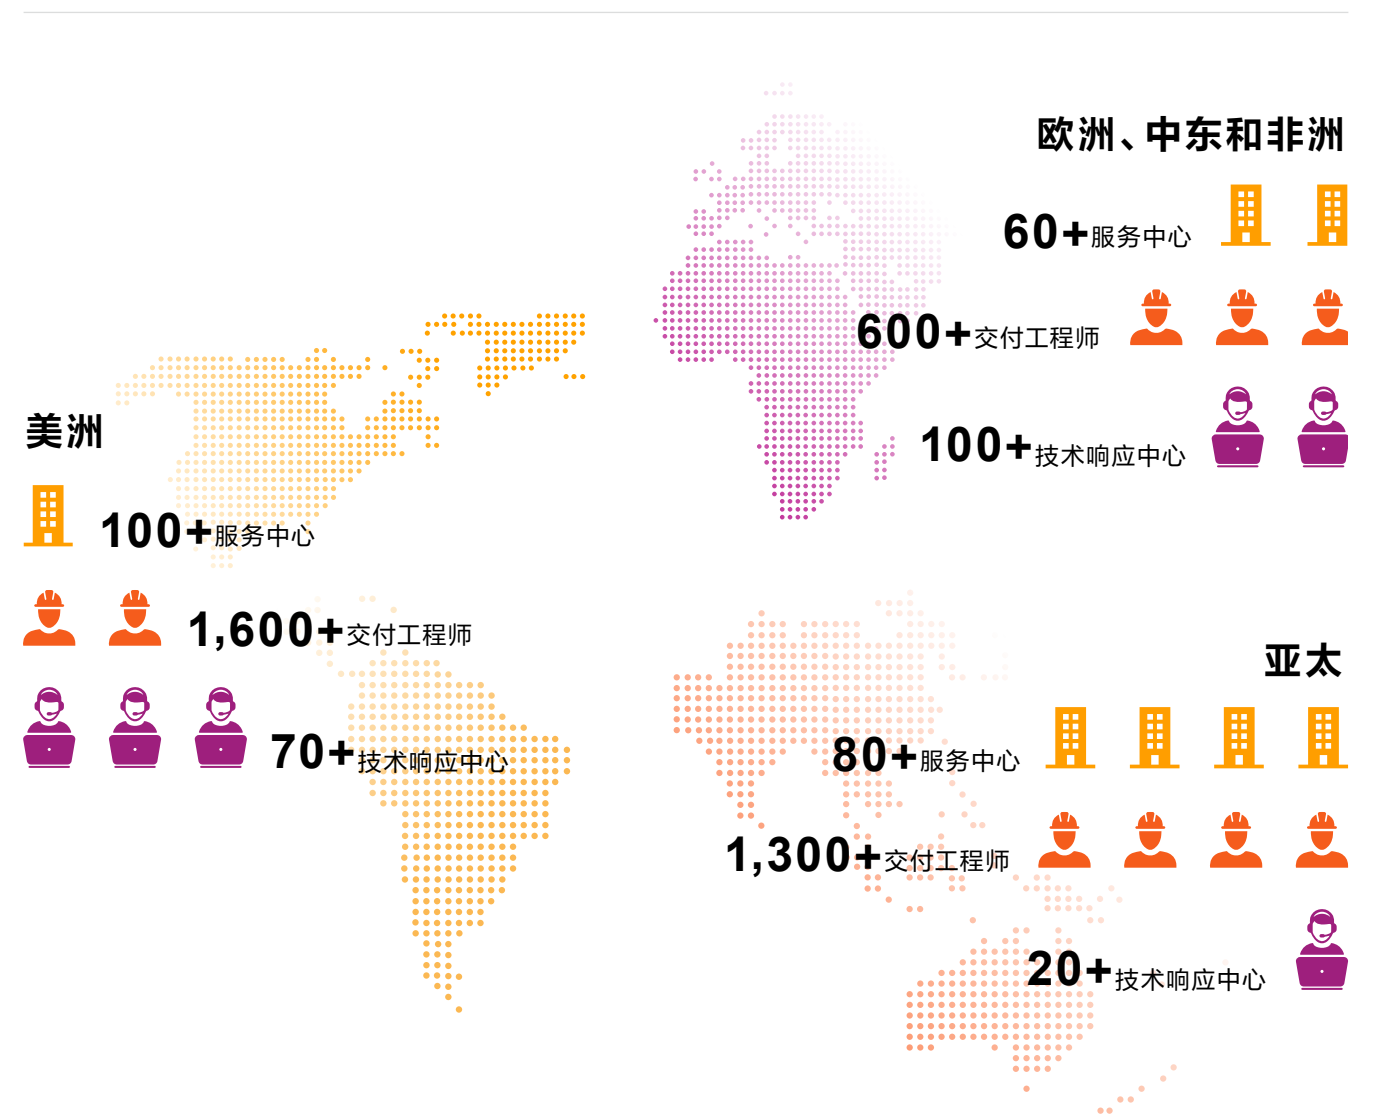 欧洲、中东和非洲
60+服务中心
600+交付工程师
100+技术响应中心
美洲
100+服务中心
1,600+交付工程师
70+技术响应中心
亚太
80+服务中心
1,300+交付工程师
20+技术响应中心